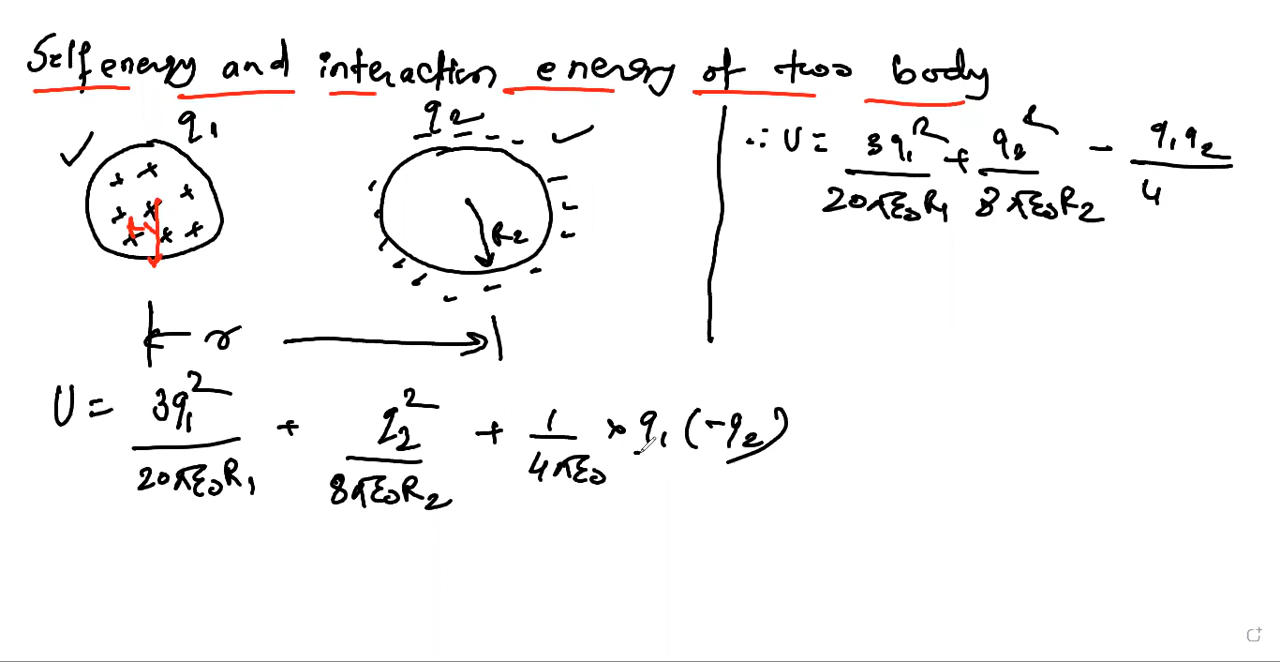 Self energy and interaction energy of two body
q₁
q₂
R₂
r
U = 3q₁² / 20πε₀R₁ + q₂² / 8πε₀R₂ + 1 / 4πε₀ × q₁ (-q₂)
∴ U = 3q₁² / 20πε₀R₁ + q₂² / 8πε₀R₂ - q₁q₂ / 4